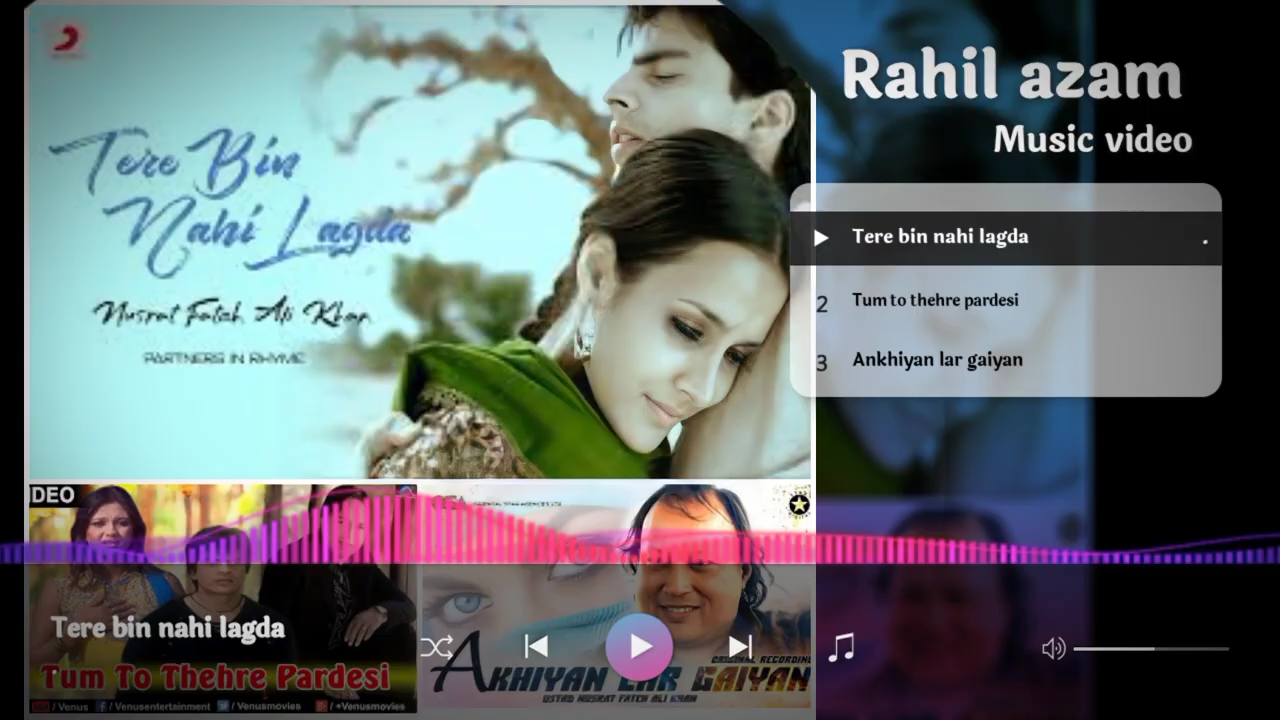 Rahil azam
Music video
Tere Bin
Nahi Lagda
Nusrat Fateh Ali Khan
PARTNERS IN RHYME
Tere bin nahi lagda
2 Tum to thehre pardesi
3 Ankhiyan lar gaiyan
DEO
Tere bin nahi lagda
Tum To Thehre Pardesi
/ Venus / Venusentertainment / Venusmovies / +Venusmovies
ORIGINAL RECORDING
AKHIYAN LAR GAIYAN
USTAD NUSRAT FATEH ALI KHAN